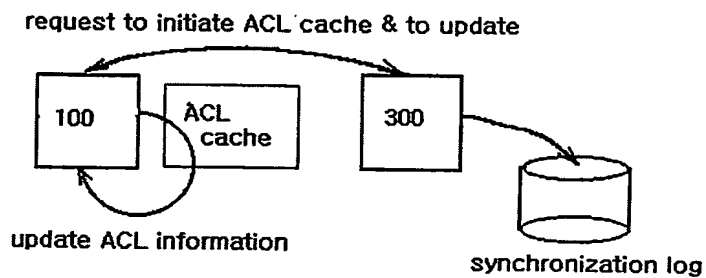 request to initiate ACL cache & to update
100
ACL
cache
300
update ACL information
synchronization log